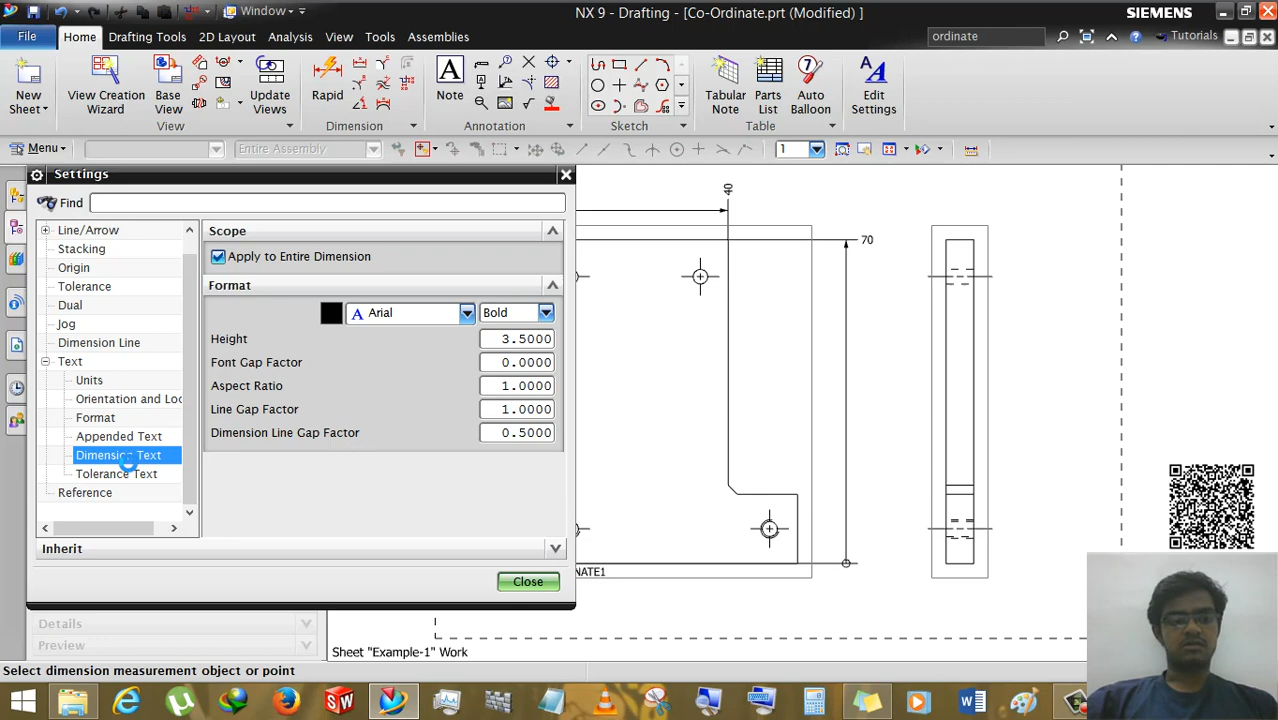 Window
NX 9 - Drafting - [Co-Ordinate.prt (Modified) ]
SIEMENS
File
Home
Drafting Tools
2D Layout
Analysis
View
Tools
Assemblies
ordinate
Tutorials
New
Sheet
View Creation
Wizard
Base
View
Update
Views
Rapid
Note
Tabular
Note
Parts
List
Auto
Balloon
Edit
Settings
View
Dimension
Annotation
Sketch
Table
Menu
Entire Assembly
1
Settings
Find
Line/Arrow
Stacking
Origin
Tolerance
Dual
Jog
Dimension Line
Text
Units
Orientation and Loc
Format
Appended Text
Dimension Text
Tolerance Text
Reference
Scope
Apply to Entire Dimension
Format
A Arial
Bold
Height 3.5000
Font Gap Factor 0.0000
Aspect Ratio 1.0000
Line Gap Factor 1.0000
Dimension Line Gap Factor 0.5000
Inherit
Close
Details
Preview
40
70
NATE1
Sheet "Example-1" Work
Select dimension measurement object or point